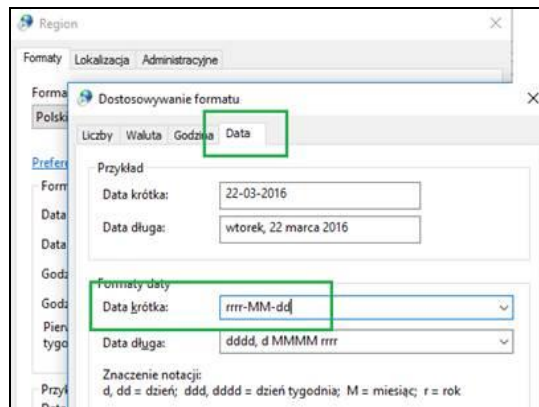 Region
Formaty Lokalizacja Administracyjne
Forma
Polski
Prefere
Form
Data
Data
Godz
Godz
Pierw
tygo
Przyk
Dostosowywanie formatu
Liczby Waluta Godzina Data
Przykład
Data krótka: 22-03-2016
Data długa: wtorek, 22 marca 2016
Formaty daty
Data krótka: rrrr-MM-dd
Data długa: dddd, d MMMM rrrr
Znaczenie notacji:
d, dd = dzień; ddd, dddd = dzień tygodnia; M = miesiąc; r = rok